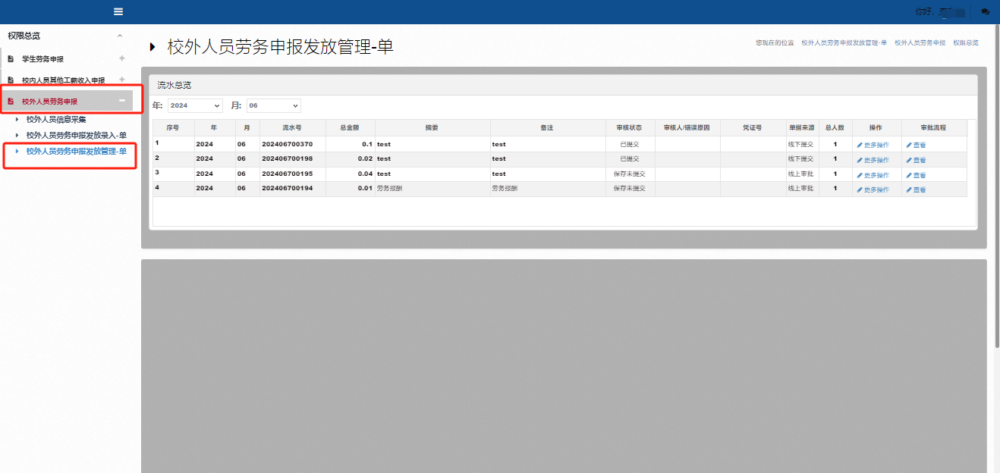 你好,
权限总览
学生劳务申报
校内人员其他工薪收入申报
校外人员劳务申报
校外人员信息采集
校外人员劳务申报发放录入-单
校外人员劳务申报发放管理-单
校外人员劳务申报发放管理-单
您现在的位置 校外人员劳务申报发放管理-单 校外人员劳务申报 权限总览
流水总览
年: 2024 月: 06
序号 年 月 流水号 总金额 摘要 备注 审核状态 审核人/错误原因 凭证号 单据来源 总人数 操作 审批流程
1 2024 06 202406700370 0.1 test test 已提交 线下提交 1 更多操作 查看
2 2024 06 202406700198 0.02 test test 已提交 线下提交 1 更多操作 查看
3 2024 06 202406700195 0.04 test test 保存未提交 线上审批 1 更多操作 查看
4 2024 06 202406700194 0.01 劳务报酬 劳务报酬 保存未提交 线上审批 1 更多操作 查看